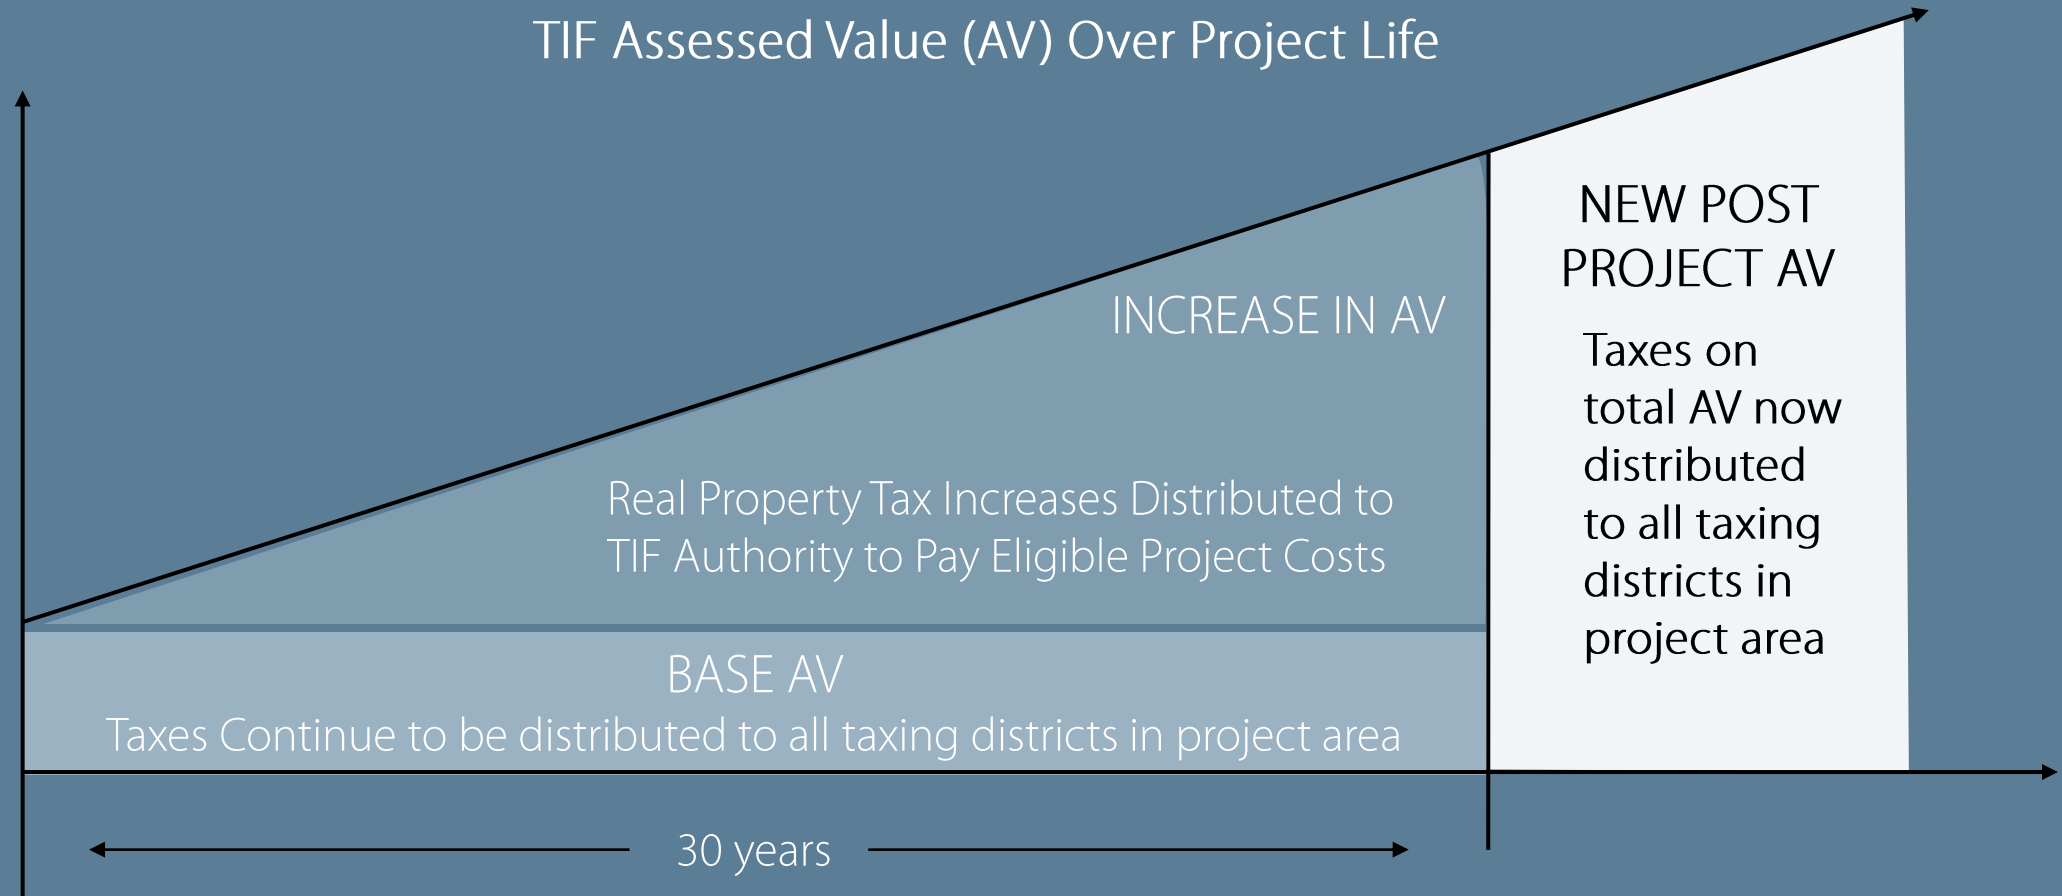 TIF Assessed Value (AV) Over Project Life
INCREASE IN AV
Real Property Tax Increases Distributed to
TIF Authority to Pay Eligible Project Costs
BASE AV
Taxes Continue to be distributed to all taxing districts in project area
NEW POST
PROJECT AV
Taxes on
total AV now
distributed
to all taxing
districts in
project area
30 years